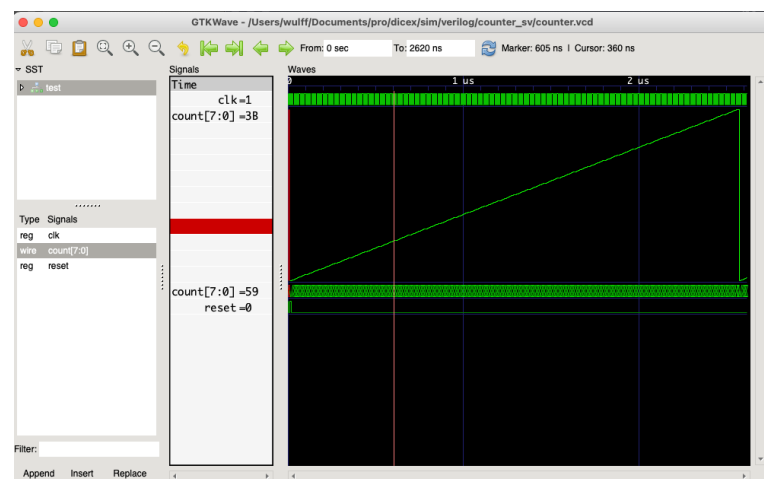 GTKWave - /Users/wulff/Documents/pro/dicex/sim/verilog/counter_sv/counter.vcd
From: 0 sec To: 2620 ns Marker: 605 ns | Cursor: 360 ns
SST
test
Type Signals
reg clk
wire count[7:0]
reg reset
Filter:
Append Insert Replace
Signals
Time
clk=1
count[7:0] =3B
count[7:0] =59
reset=0
Waves
0 1 us 2 us